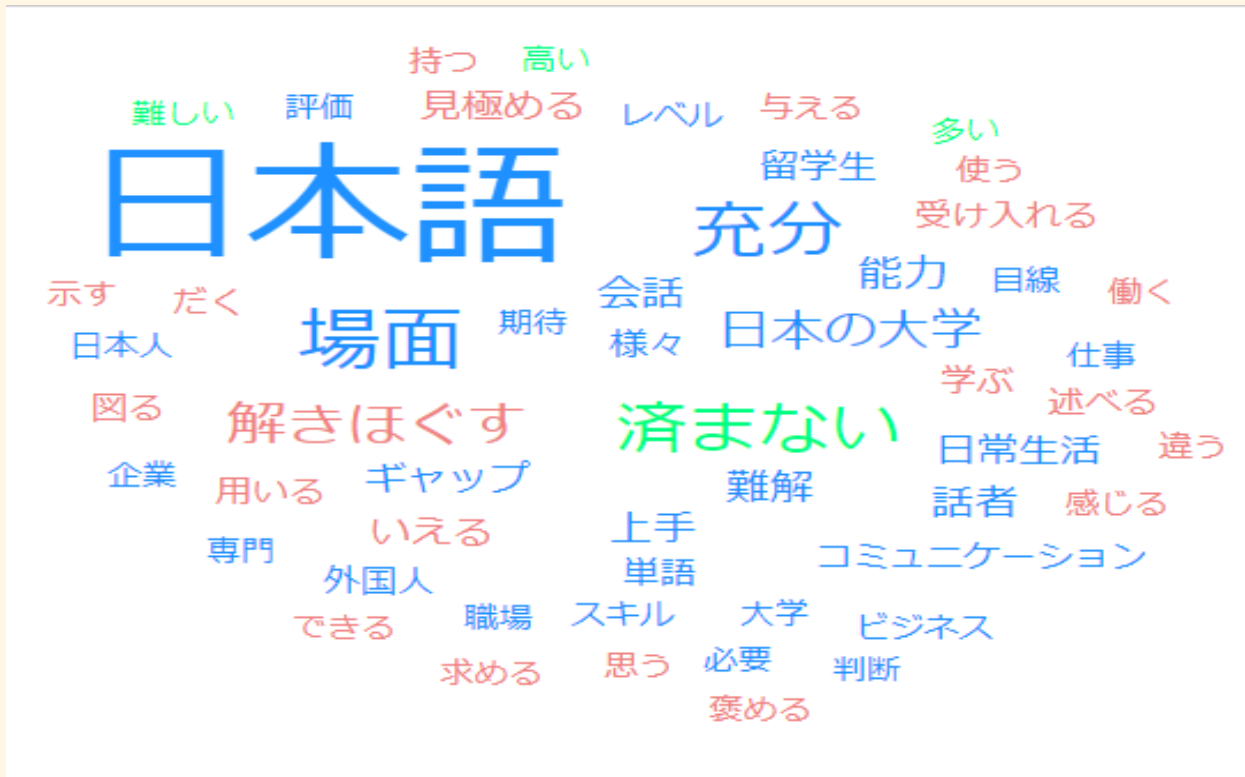 持つ 高い
難しい 評価 見極める レベル 与える
多い
日本語 留学生 使う
充分 受け入れる
能力 目線
示す だく 会話 働く
日本人 場面 期待 様々 日本の大学 仕事
学ぶ
図る 解きほぐす 済まない 述べる
日常生活 違う
企業 用いる ギャップ 難解 話者 感じる
専門 いえる 上手 コミュニケーション
外国人 単語
できる 職場 スキル 大学 ビジネス
求める 思う 必要 判断
褒める